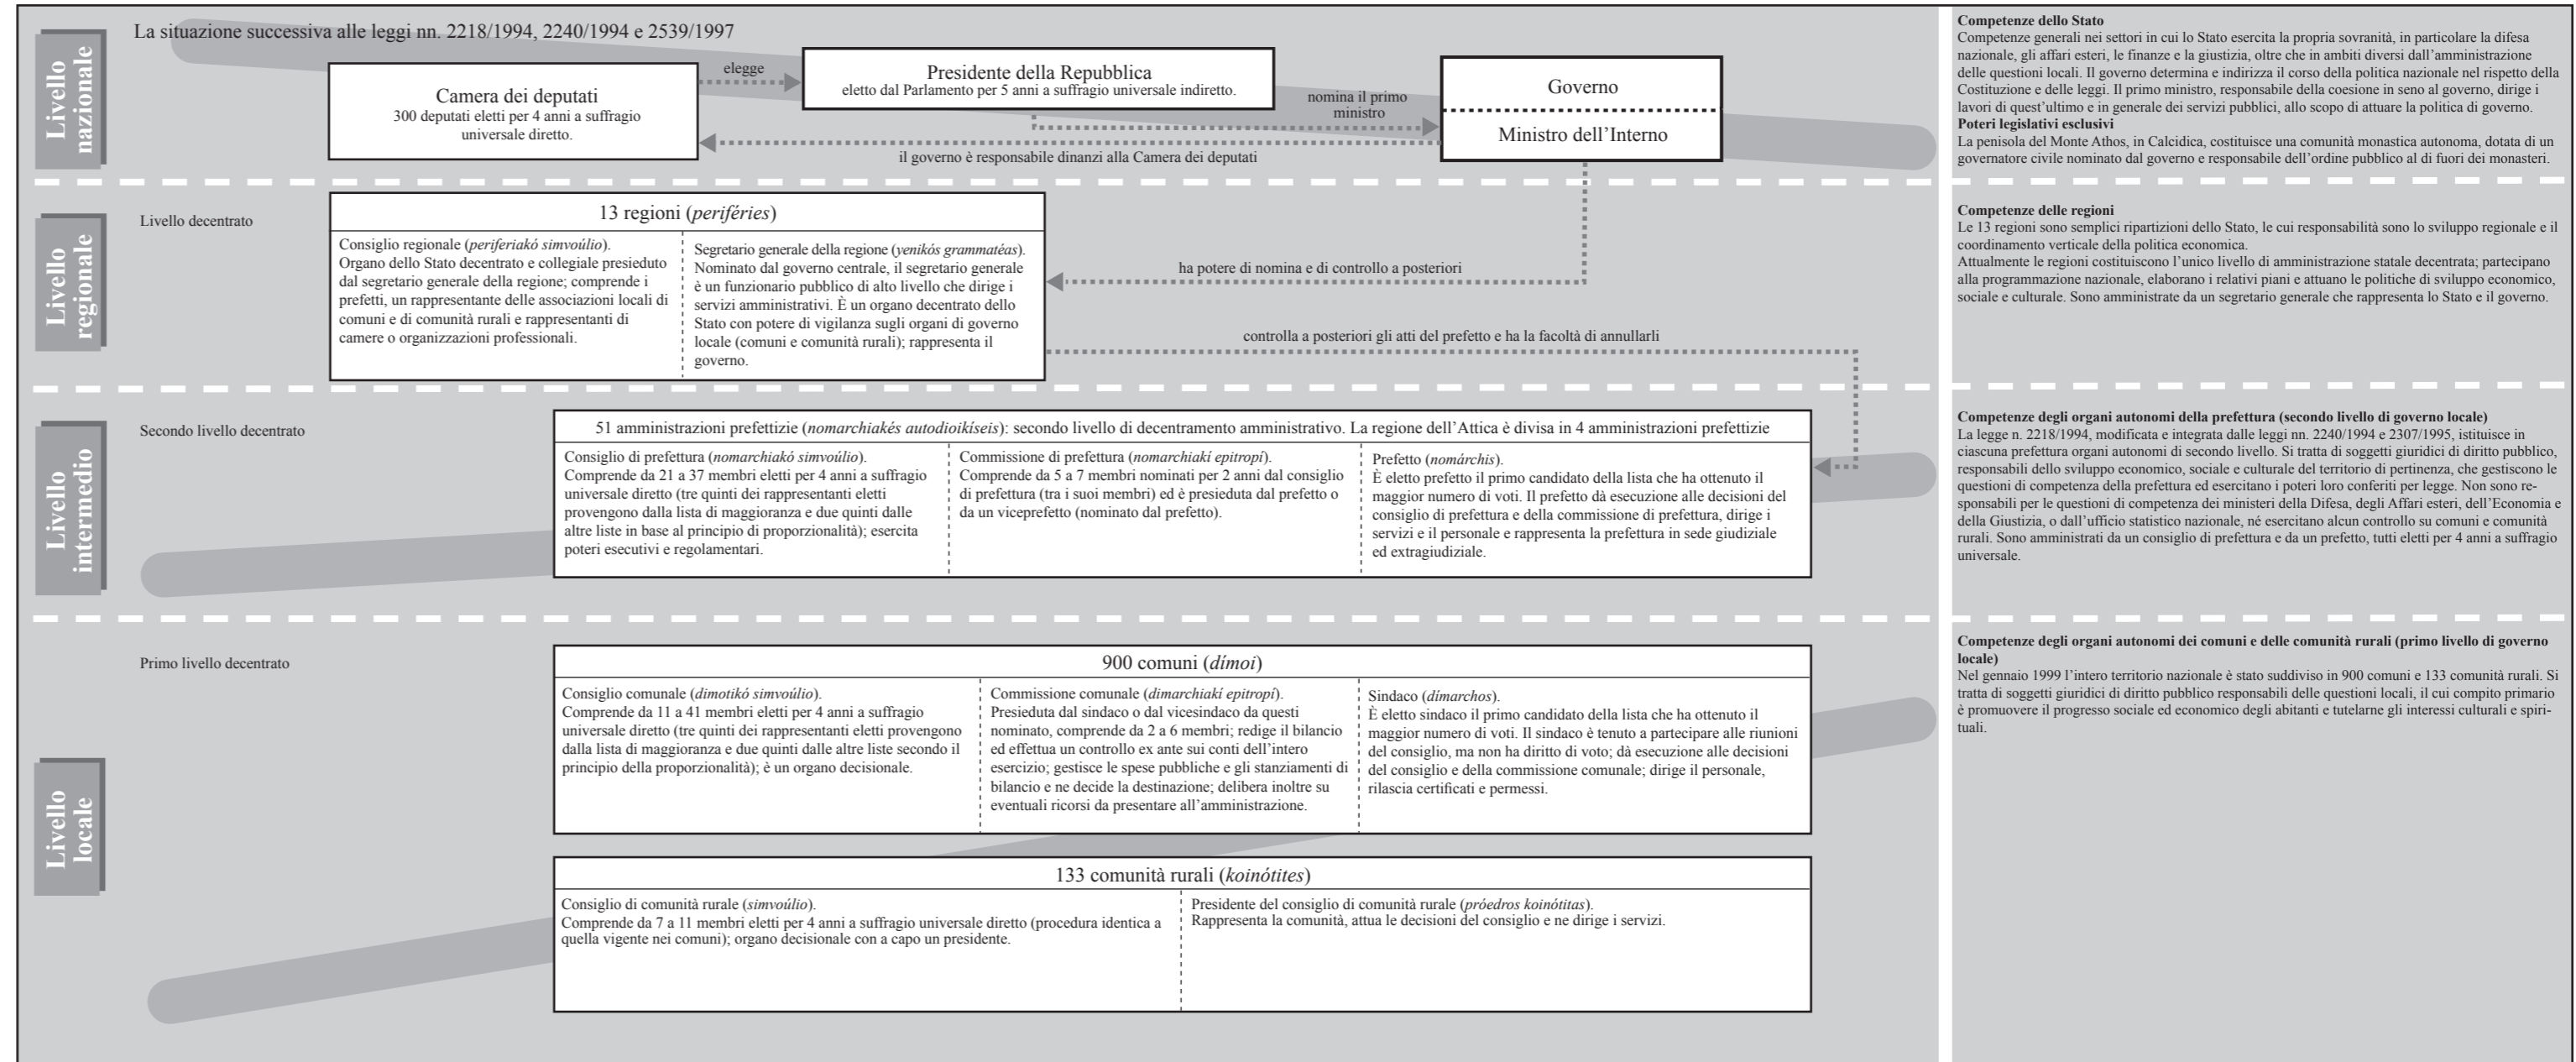 La situazione successiva alle leggi nn. 2218/1994, 2240/1994 e 2539/1997
Livello
nazionale
Camera dei deputati
300 deputati eletti per 4 anni a suffragio
universale diretto.
elegge
Presidente della Repubblica
eletto dal Parlamento per 5 anni a suffragio universale indiretto.
nomina il primo
ministro
Governo
Ministro dell’Interno
il governo è responsabile dinanzi alla Camera dei deputati
Competenze dello Stato
Competenze generali nei settori in cui lo Stato esercita la propria sovranità, in particolare la difesa
nazionale, gli affari esteri, le finanze e la giustizia, oltre che in ambiti diversi dall’amministrazione
delle questioni locali. Il governo determina e indirizza il corso della politica nazionale nel rispetto della
Costituzione e delle leggi. Il primo ministro, responsabile della coesione in seno al governo, dirige i
lavori di quest’ultimo e in generale dei servizi pubblici, allo scopo di attuare la politica di governo.
Poteri legislativi esclusivi
La penisola del Monte Athos, in Calcidica, costituisce una comunità monastica autonoma, dotata di un
governatore civile nominato dal governo e responsabile dell’ordine pubblico al di fuori dei monasteri.
Livello
regionale
Livello decentrato
13 regioni (periféries)
Consiglio regionale (periferiakó simvoúlio).
Organo dello Stato decentrato e collegiale presieduto
dal segretario generale della regione; comprende i
prefetti, un rappresentante delle associazioni locali di
comuni e di comunità rurali e rappresentanti di
camere o organizzazioni professionali.
Segretario generale della regione (yenikós grammatéas).
Nominato dal governo centrale, il segretario generale
è un funzionario pubblico di alto livello che dirige i
servizi amministrativi. È un organo decentrato dello
Stato con potere di vigilanza sugli organi di governo
locale (comuni e comunità rurali); rappresenta il
governo.
ha potere di nomina e di controllo a posteriori
controlla a posteriori gli atti del prefetto e ha la facoltà di annullarli
Competenze delle regioni
Le 13 regioni sono semplici ripartizioni dello Stato, le cui responsabilità sono lo sviluppo regionale e il
coordinamento verticale della politica economica.
Attualmente le regioni costituiscono l’unico livello di amministrazione statale decentrata; partecipano
alla programmazione nazionale, elaborano i relativi piani e attuano le politiche di sviluppo economico,
sociale e culturale. Sono amministrate da un segretario generale che rappresenta lo Stato e il governo.
Livello
intermedio
Secondo livello decentrato
51 amministrazioni prefettizie (nomarchiakés autodioikíseis): secondo livello di decentramento amministrativo. La regione dell’Attica è divisa in 4 amministrazioni prefettizie
Consiglio di prefettura (nomarchiakó simvoúlio).
Comprende da 21 a 37 membri eletti per 4 anni a suffragio
universale diretto (tre quinti dei rappresentanti eletti
provengono dalla lista di maggioranza e due quinti dalle
altre liste in base al principio di proporzionalità); esercita
poteri esecutivi e regolamentari.
Commissione di prefettura (nomarchiakí epitropí).
Comprende da 5 a 7 membri nominati per 2 anni dal consiglio
di prefettura (tra i suoi membri) ed è presieduta dal prefetto o
da un viceprefetto (nominato dal prefetto).
Prefetto (nomárchis).
È eletto prefetto il primo candidato della lista che ha ottenuto il
maggior numero di voti. Il prefetto dà esecuzione alle decisioni del
consiglio di prefettura e della commissione di prefettura, dirige i
servizi e il personale e rappresenta la prefettura in sede giudiziale
ed extragiudiziale.
Competenze degli organi autonomi della prefettura (secondo livello di governo locale)
La legge n. 2218/1994, modificata e integrata dalle leggi nn. 2240/1994 e 2307/1995, istituisce in
ciascuna prefettura organi autonomi di secondo livello. Si tratta di soggetti giuridici di diritto pubblico,
responsabili dello sviluppo economico, sociale e culturale del territorio di pertinenza, che gestiscono le
questioni di competenza della prefettura ed esercitano i poteri loro conferiti per legge. Non sono re-
sponsabili per le questioni di competenza dei ministeri della Difesa, degli Affari esteri, dell’Economia e
della Giustizia, o dall’ufficio statistico nazionale, né esercitano alcun controllo su comuni e comunità
rurali. Sono amministrati da un consiglio di prefettura e da un prefetto, tutti eletti per 4 anni a suffragio
universale.
Livello
locale
Primo livello decentrato
900 comuni (dímoi)
Consiglio comunale (dimotikó simvoúlio).
Comprende da 11 a 41 membri eletti per 4 anni a suffragio
universale diretto (tre quinti dei rappresentanti eletti provengono
dalla lista di maggioranza e due quinti dalle altre liste secondo il
principio della proporzionalità); è un organo decisionale.
Commissione comunale (dimarchiakí epitropí).
Presieduta dal sindaco o dal vicesindaco da questi
nominato, comprende da 2 a 6 membri; redige il bilancio
ed effettua un controllo ex ante sui conti dell’intero
esercizio; gestisce le spese pubbliche e gli stanziamenti di
bilancio e ne decide la destinazione; delibera inoltre su
eventuali ricorsi da presentare all’amministrazione.
Sindaco (dímarchos).
È eletto sindaco il primo candidato della lista che ha ottenuto il
maggior numero di voti. Il sindaco è tenuto a partecipare alle riunioni
del consiglio, ma non ha diritto di voto; dà esecuzione alle decisioni
del consiglio e della commissione comunale; dirige il personale,
rilascia certificati e permessi.
133 comunità rurali (koinótites)
Consiglio di comunità rurale (simvoúlio).
Comprende da 7 a 11 membri eletti per 4 anni a suffragio universale diretto (procedura identica a
quella vigente nei comuni); organo decisionale con a capo un presidente.
Presidente del consiglio di comunità rurale (próedros koinótitas).
Rappresenta la comunità, attua le decisioni del consiglio e ne dirige i servizi.
Competenze degli organi autonomi dei comuni e delle comunità rurali (primo livello di governo
locale)
Nel gennaio 1999 l’intero territorio nazionale è stato suddiviso in 900 comuni e 133 comunità rurali. Si
tratta di soggetti giuridici di diritto pubblico responsabili delle questioni locali, il cui compito primario
è promuovere il progresso sociale ed economico degli abitanti e tutelarne gli interessi culturali e spiri-
tuali.